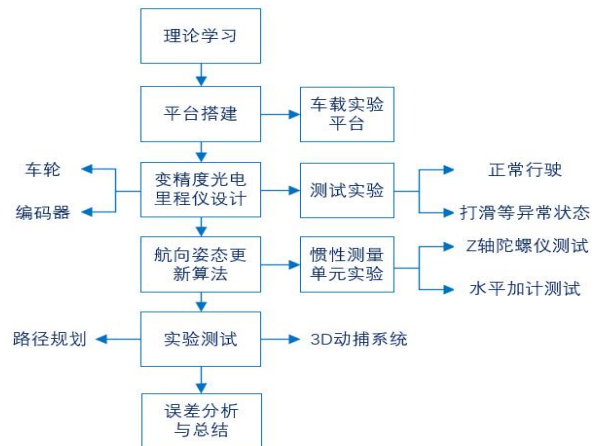 理论学习
平台搭建
车载实验
平台
车轮
编码器
变精度光电
里程仪设计
测试实验
正常行驶
打滑等异常状态
航向姿态更
新算法
惯性测量
单元实验
Z轴陀螺仪测试
水平加计测试
路径规划
实验测试
3D动捕系统
误差分析
与总结